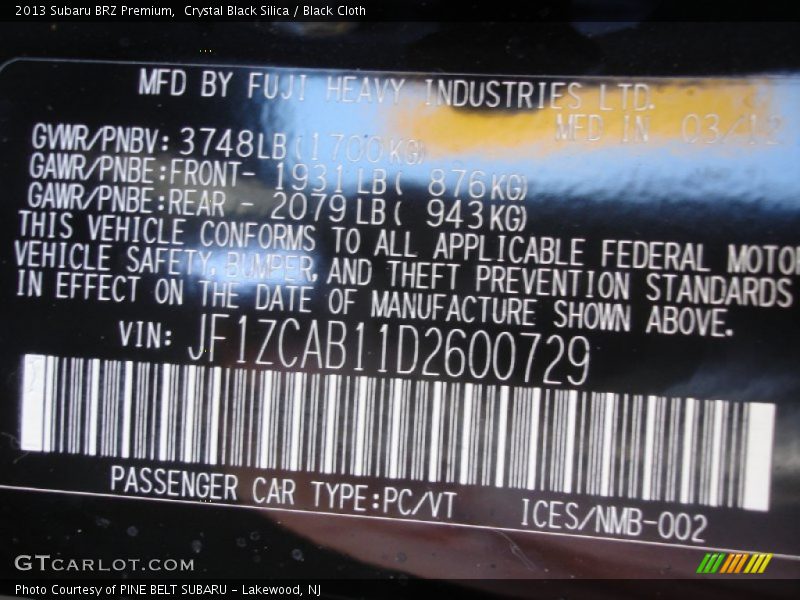 2013 Subaru BRZ Premium,  Crystal Black Silica / Black Cloth
MFD BY FUJI HEAVY INDUSTRIES LTD.
MFD IN 03/12
GVWR/PNBV: 3748LB(1700KG)
GAWR/PNBE:FRONT- 1931LB( 876KG)
GAWR/PNBE:REAR - 2079LB( 943KG)
THIS VEHICLE CONFORMS TO ALL APPLICABLE FEDERAL MOTOR
VEHICLE SAFETY, BUMPER, AND THEFT PREVENTION STANDARDS
IN EFFECT ON THE DATE OF MANUFACTURE SHOWN ABOVE.
VIN: JF1ZCAB11D2600729
PASSENGER CAR TYPE:PC/VT ICES/NMB-002
GTCARLOT.COM
Photo Courtesy of PINE BELT SUBARU - Lakewood, NJ